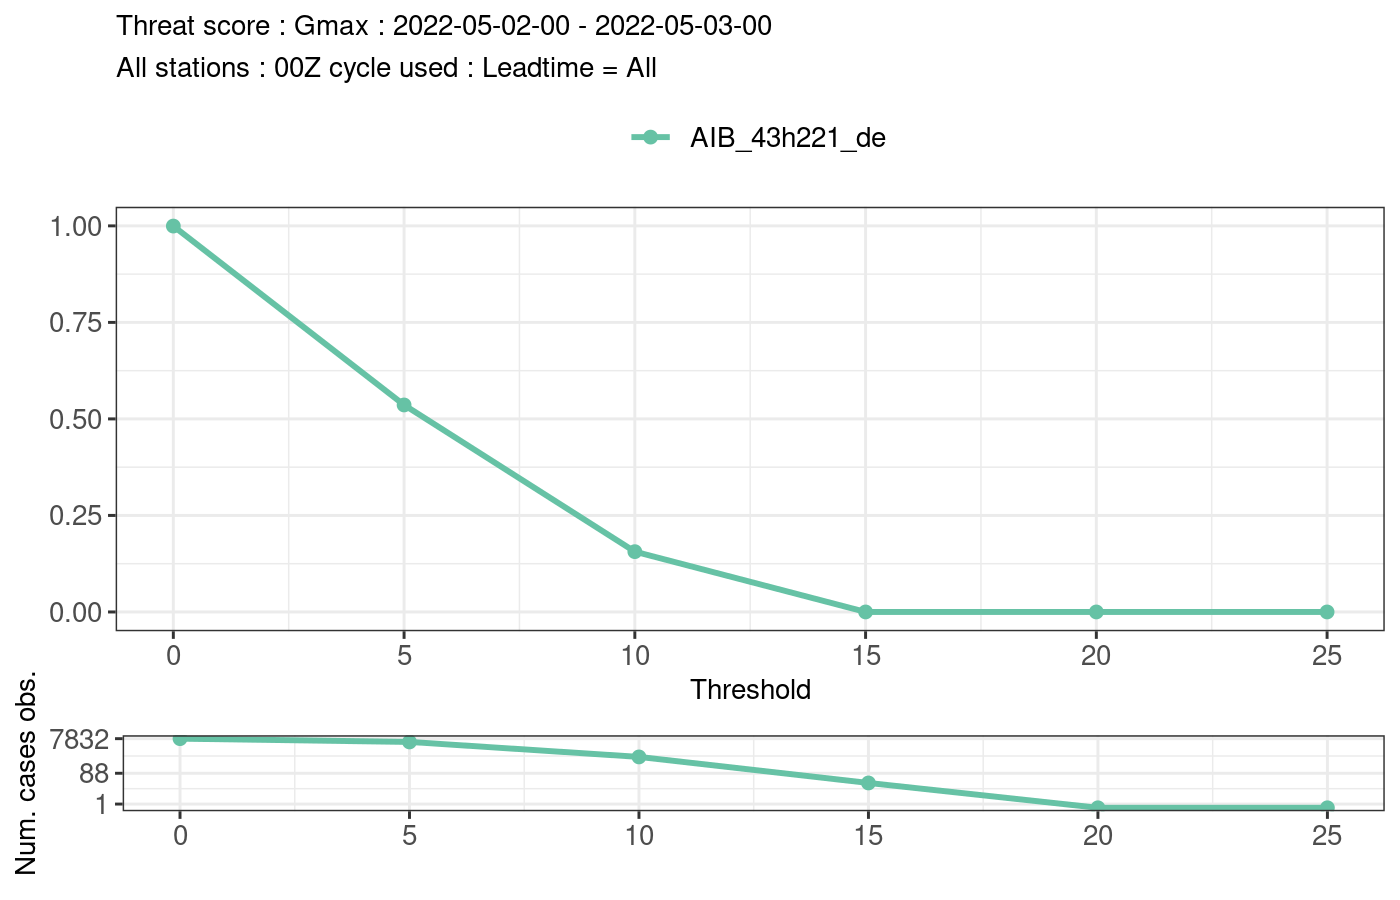 Threat score : Gmax : 2022-05-02-00 - 2022-05-03-00
All stations : 00Z cycle used : Leadtime = All
AIB_43h221_de
1.00
0.75
0.50
0.25
0.00
0 5 10 15 20 25
Threshold
Num. cases obs.
7832
88
1
0 5 10 15 20 25